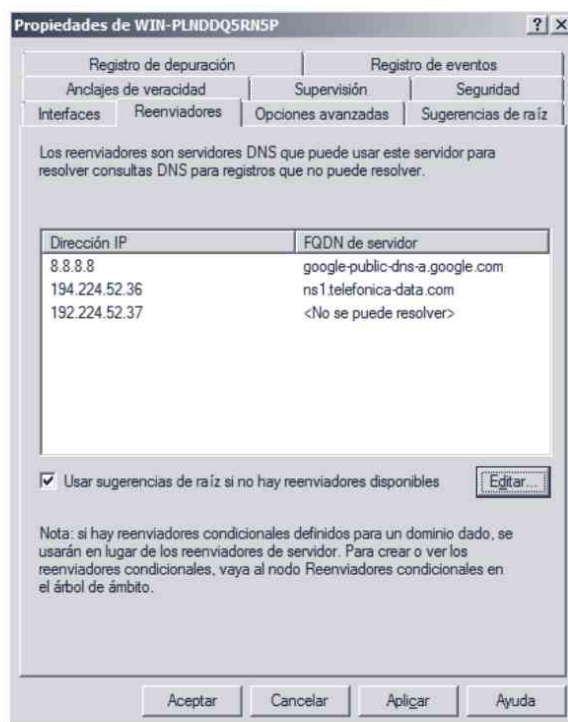 Propiedades de WIN-PLNDDQ5RN5P
Registro de depuración Registro de eventos
Anclajes de veracidad Supervisión Seguridad
Interfaces Reenviadores Opciones avanzadas Sugerencias de raíz
Los reenviadores son servidores DNS que puede usar este servidor para
resolver consultas DNS para registros que no puede resolver.
Dirección IP FQDN de servidor
8.8.8.8 google-public-dns-a.google.com
194.224.52.36 ns1.telefonica-data.com
192.224.52.37 <No se puede resolver>
Usar sugerencias de raíz si no hay reenviadores disponibles Editar...
Nota: si hay reenviadores condicionales definidos para un dominio dado, se
usarán en lugar de los reenviadores de servidor. Para crear o ver los
reenviadores condicionales, vaya al nodo Reenviadores condicionales en
el árbol de ámbito.
Aceptar Cancelar Aplicar Ayuda